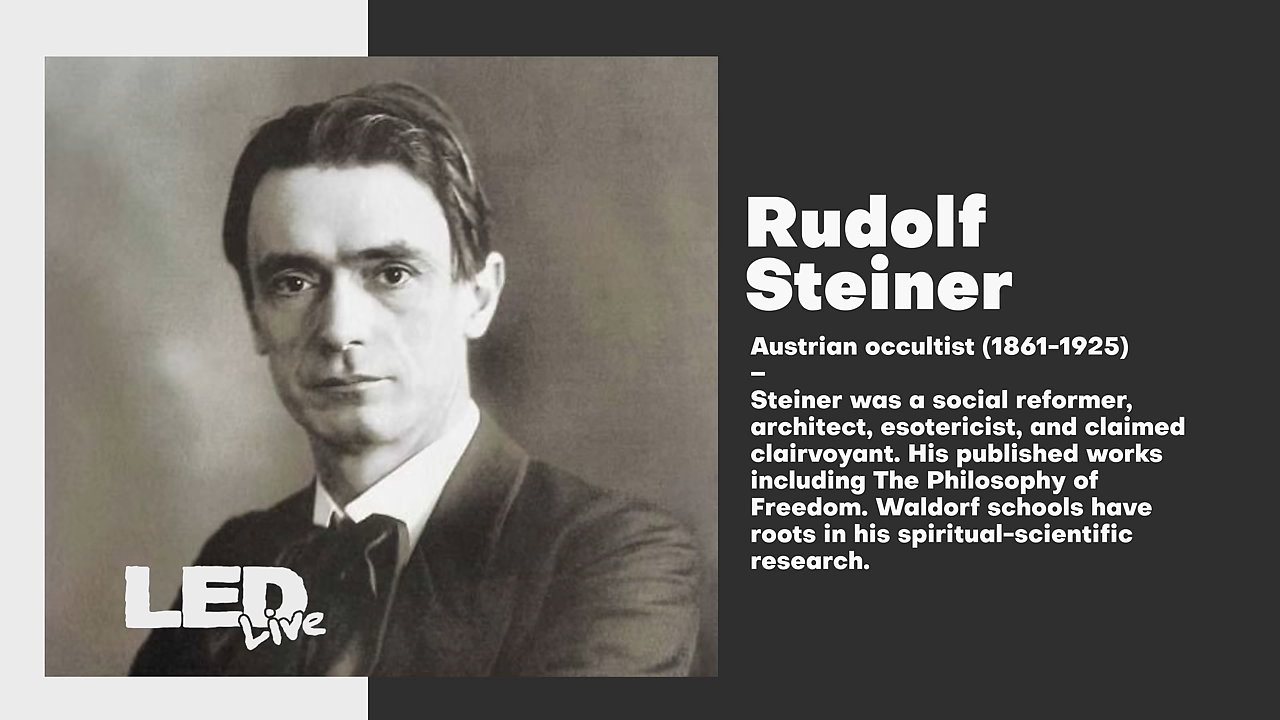 Rudolf
Steiner
Austrian occultist (1861-1925)
–
Steiner was a social reformer,
architect, esotericist, and claimed
clairvoyant. His published works
including The Philosophy of
Freedom. Waldorf schools have
roots in his spiritual-scientific
research.
LED
Live